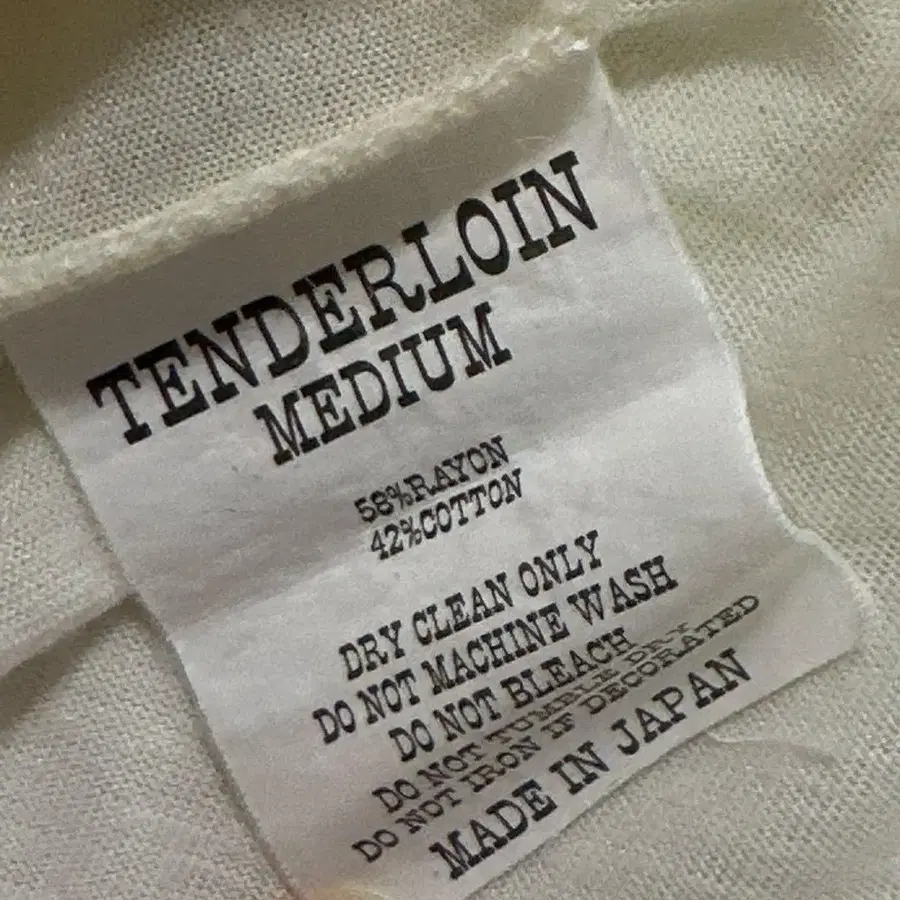 TENDERLOIN
MEDIUM
58%RAYON
42%COTTON
DRY CLEAN ONLY
DO NOT MACHINE WASH
DO NOT BLEACH
DO NOT TUMBLE DRY
DO NOT IRON IF DECORATED
MADE IN JAPAN